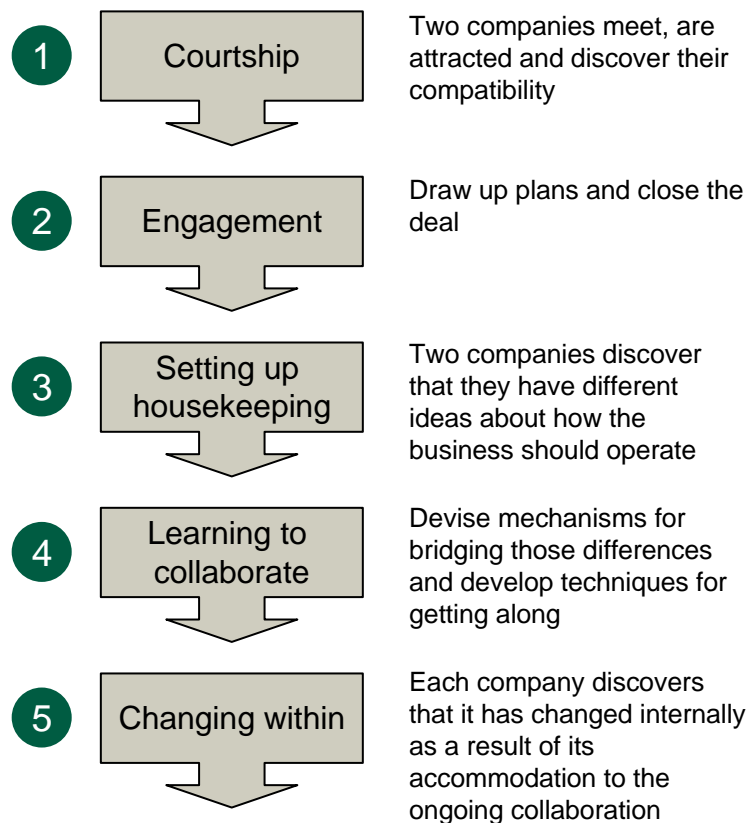 1
Courtship
Two companies meet, are
attracted and discover their
compatibility
2
Engagement
Draw up plans and close the
deal
3
Setting up
housekeeping
Two companies discover
that they have different
ideas about how the
business should operate
4
Learning to
collaborate
Devise mechanisms for
bridging those differences
and develop techniques for
getting along
5
Changing within
Each company discovers
that it has changed internally
as a result of its
accommodation to the
ongoing collaboration